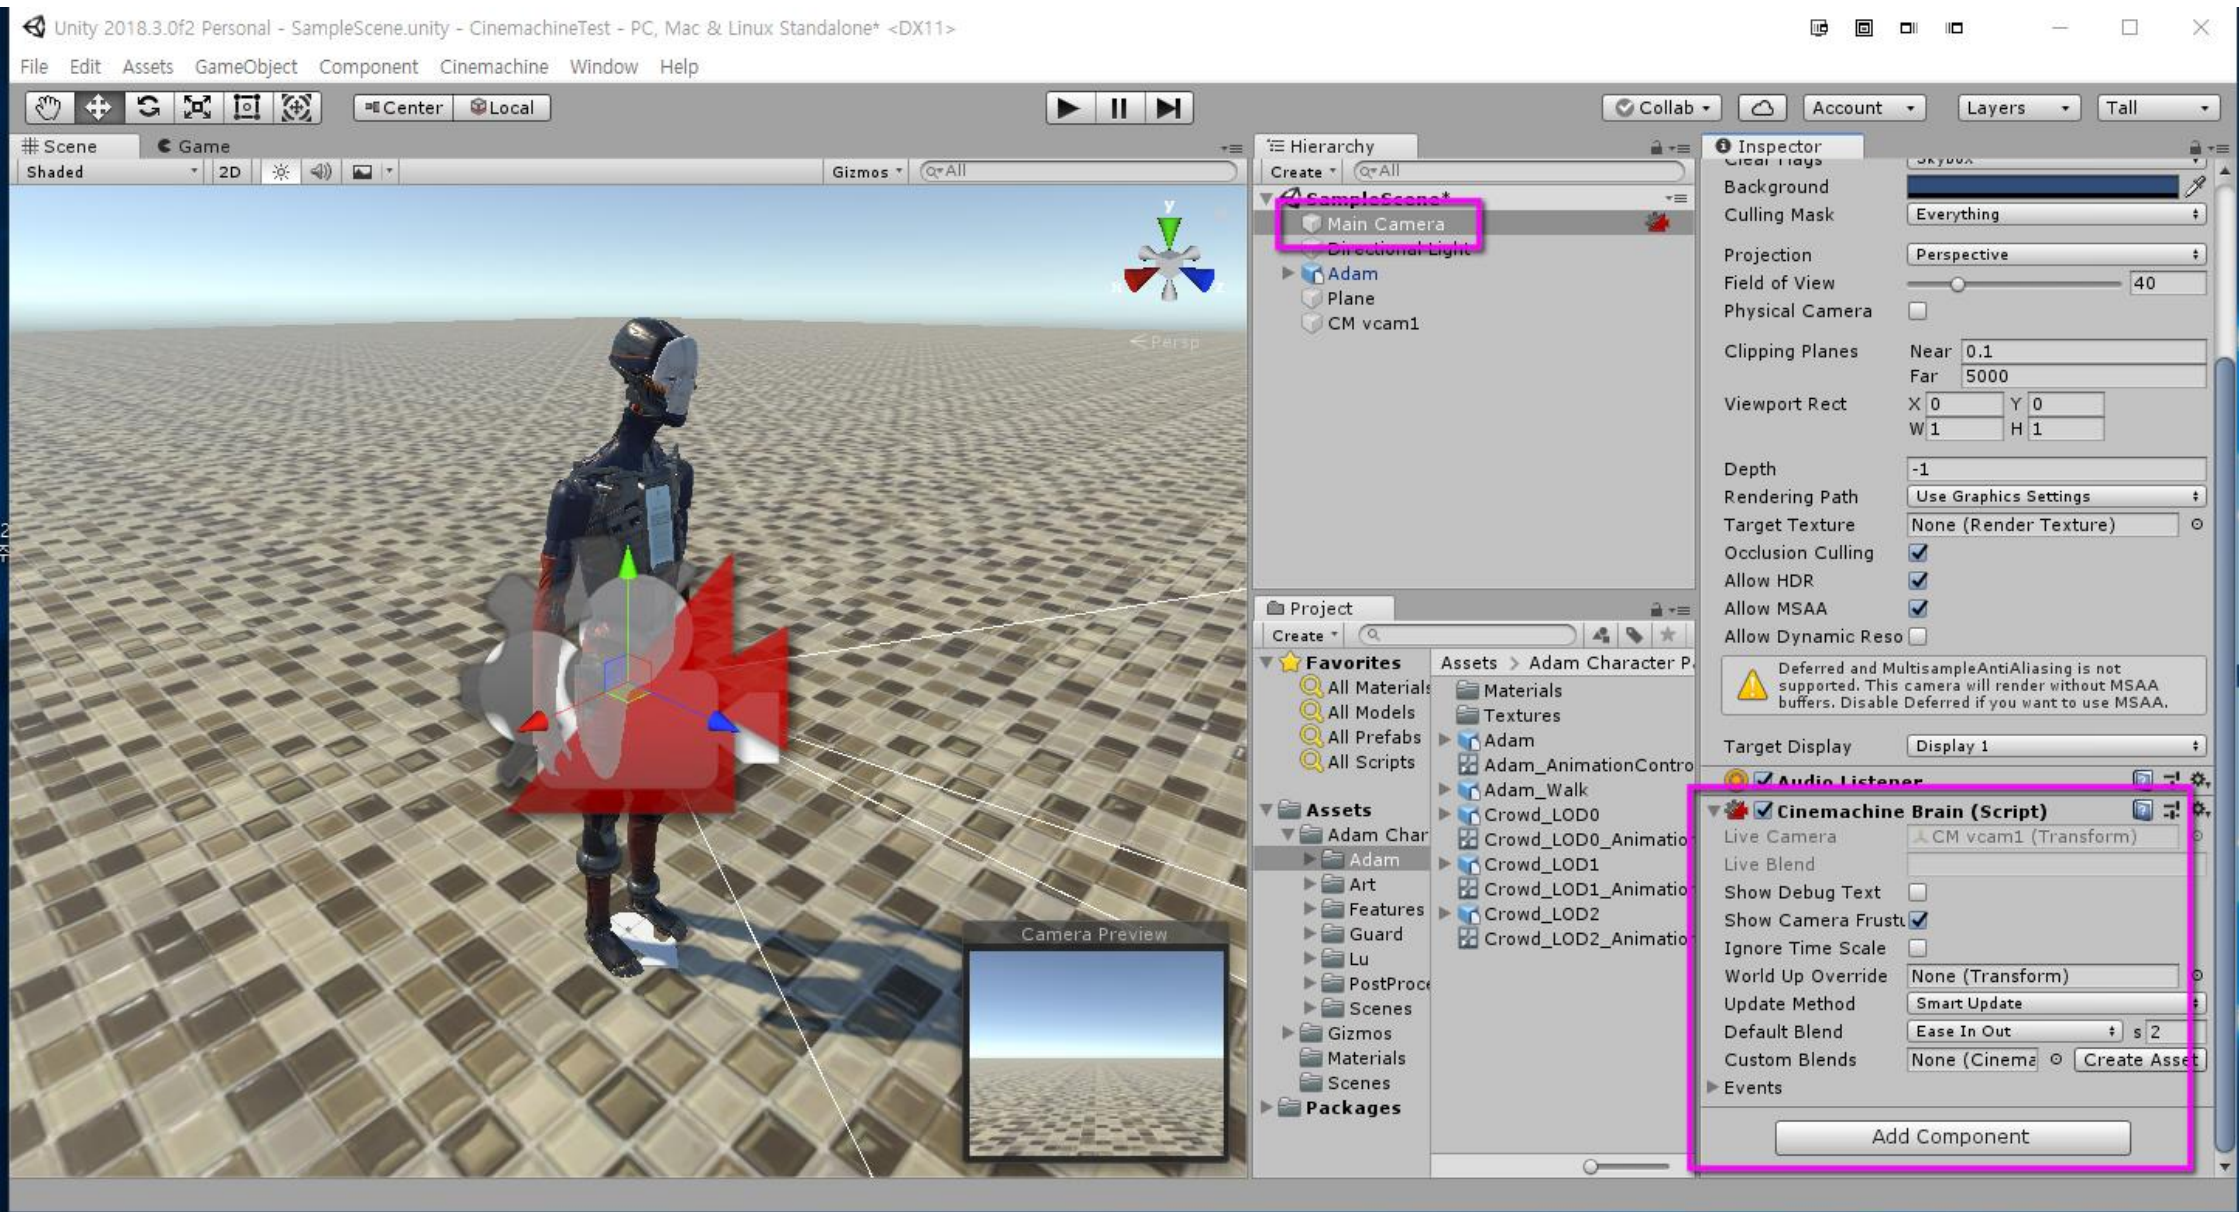 Unity 2018.3.0f2 Personal - SampleScene.unity - CinemachineTest - PC, Mac & Linux Standalone* <DX11>
File Edit Assets GameObject Component Cinemachine Window Help
Center Local Collab Account Layers Tall
Scene Game
Shaded 2D Gizmos All
y
x z
Persp
Camera Preview
Hierarchy
Create All
SampleScene*
Main Camera
Directional Light
Adam
Plane
CM vcam1
Project
Create
Favorites
All Materials
All Models
All Prefabs
All Scripts
Assets
Adam Char
Adam
Art
Features
Guard
Lu
PostProce
Scenes
Gizmos
Materials
Scenes
Packages
Assets > Adam Character Pa
Materials
Textures
Adam
Adam_AnimationContro
Adam_Walk
Crowd_LOD0
Crowd_LOD0_Animatio
Crowd_LOD1
Crowd_LOD1_Animatio
Crowd_LOD2
Crowd_LOD2_Animatio
Inspector
Clear Flags Skybox
Background
Culling Mask Everything
Projection Perspective
Field of View 40
Physical Camera
Clipping Planes Near 0.1
Far 5000
Viewport Rect X 0 Y 0
W 1 H 1
Depth -1
Rendering Path Use Graphics Settings
Target Texture None (Render Texture)
Occlusion Culling
Allow HDR
Allow MSAA
Allow Dynamic Reso
Deferred and MultisampleAntiAliasing is not
supported. This camera will render without MSAA
buffers. Disable Deferred if you want to use MSAA.
Target Display Display 1
Audio Listener
Cinemachine Brain (Script)
Live Camera CM vcam1 (Transform)
Live Blend
Show Debug Text
Show Camera Frustu
Ignore Time Scale
World Up Override None (Transform)
Update Method Smart Update
Default Blend Ease In Out s 2
Custom Blends None (Cinema Create Asset
Events
Add Component